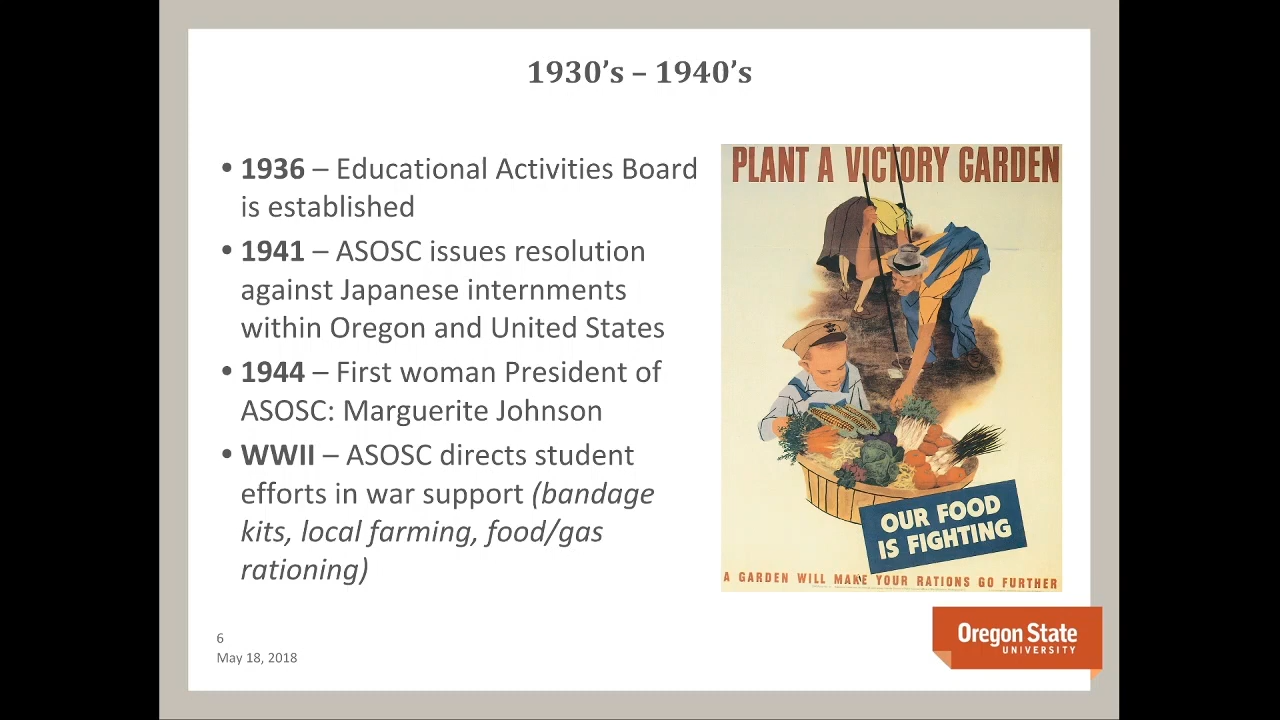 1930's – 1940's
• 1936 – Educational Activities Board
is established
• 1941 – ASOSC issues resolution
against Japanese internments
within Oregon and United States
• 1944 – First woman President of
ASOSC: Marguerite Johnson
• WWII – ASOSC directs student
efforts in war support (bandage
kits, local farming, food/gas
rationing)
PLANT A VICTORY GARDEN
OUR FOOD
IS FIGHTING
A GARDEN WILL MAKE YOUR RATIONS GO FURTHER
6
May 18, 2018
Oregon State
UNIVERSITY